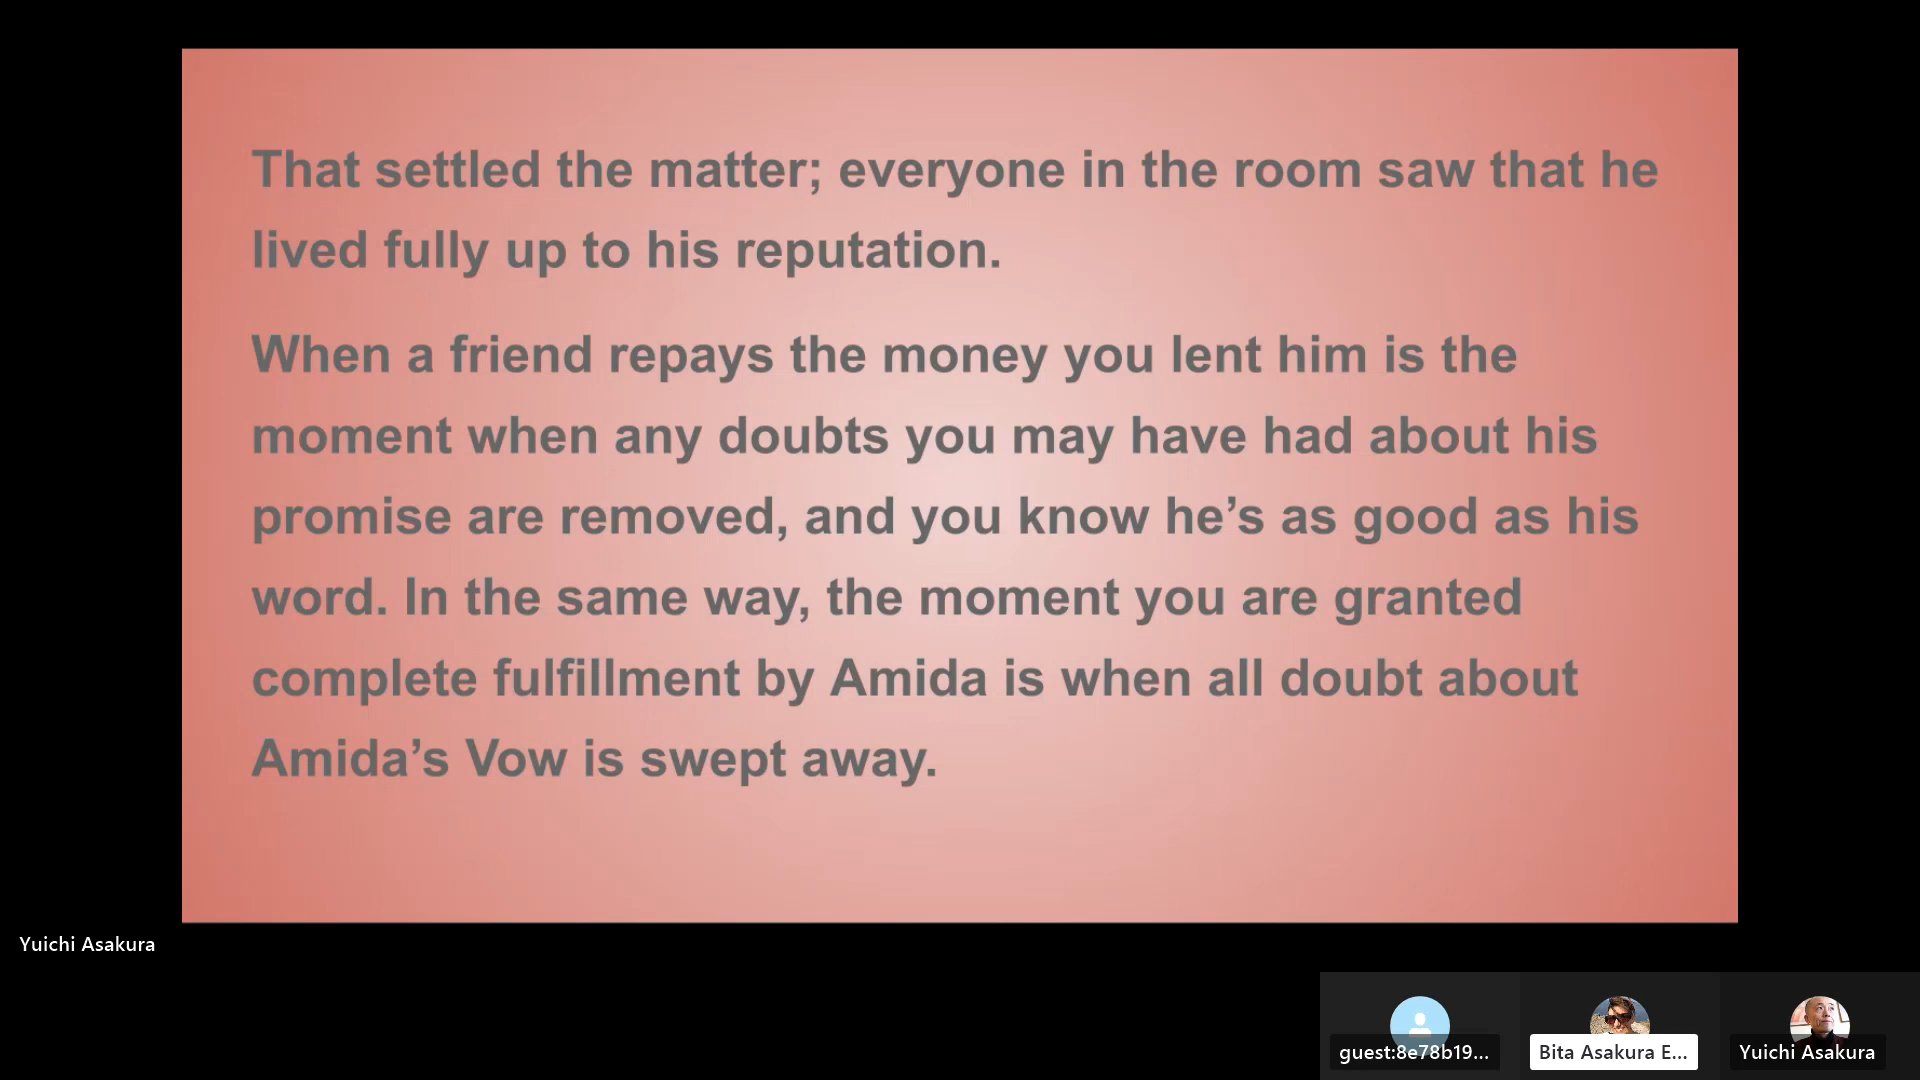 That settled the matter; everyone in the room saw that he
lived fully up to his reputation.
When a friend repays the money you lent him is the
moment when any doubts you may have had about his
promise are removed, and you know he’s as good as his
word. In the same way, the moment you are granted
complete fulfillment by Amida is when all doubt about
Amida’s Vow is swept away.
Yuichi Asakura
guest:8e78b19...
Bita Asakura E...
Yuichi Asakura